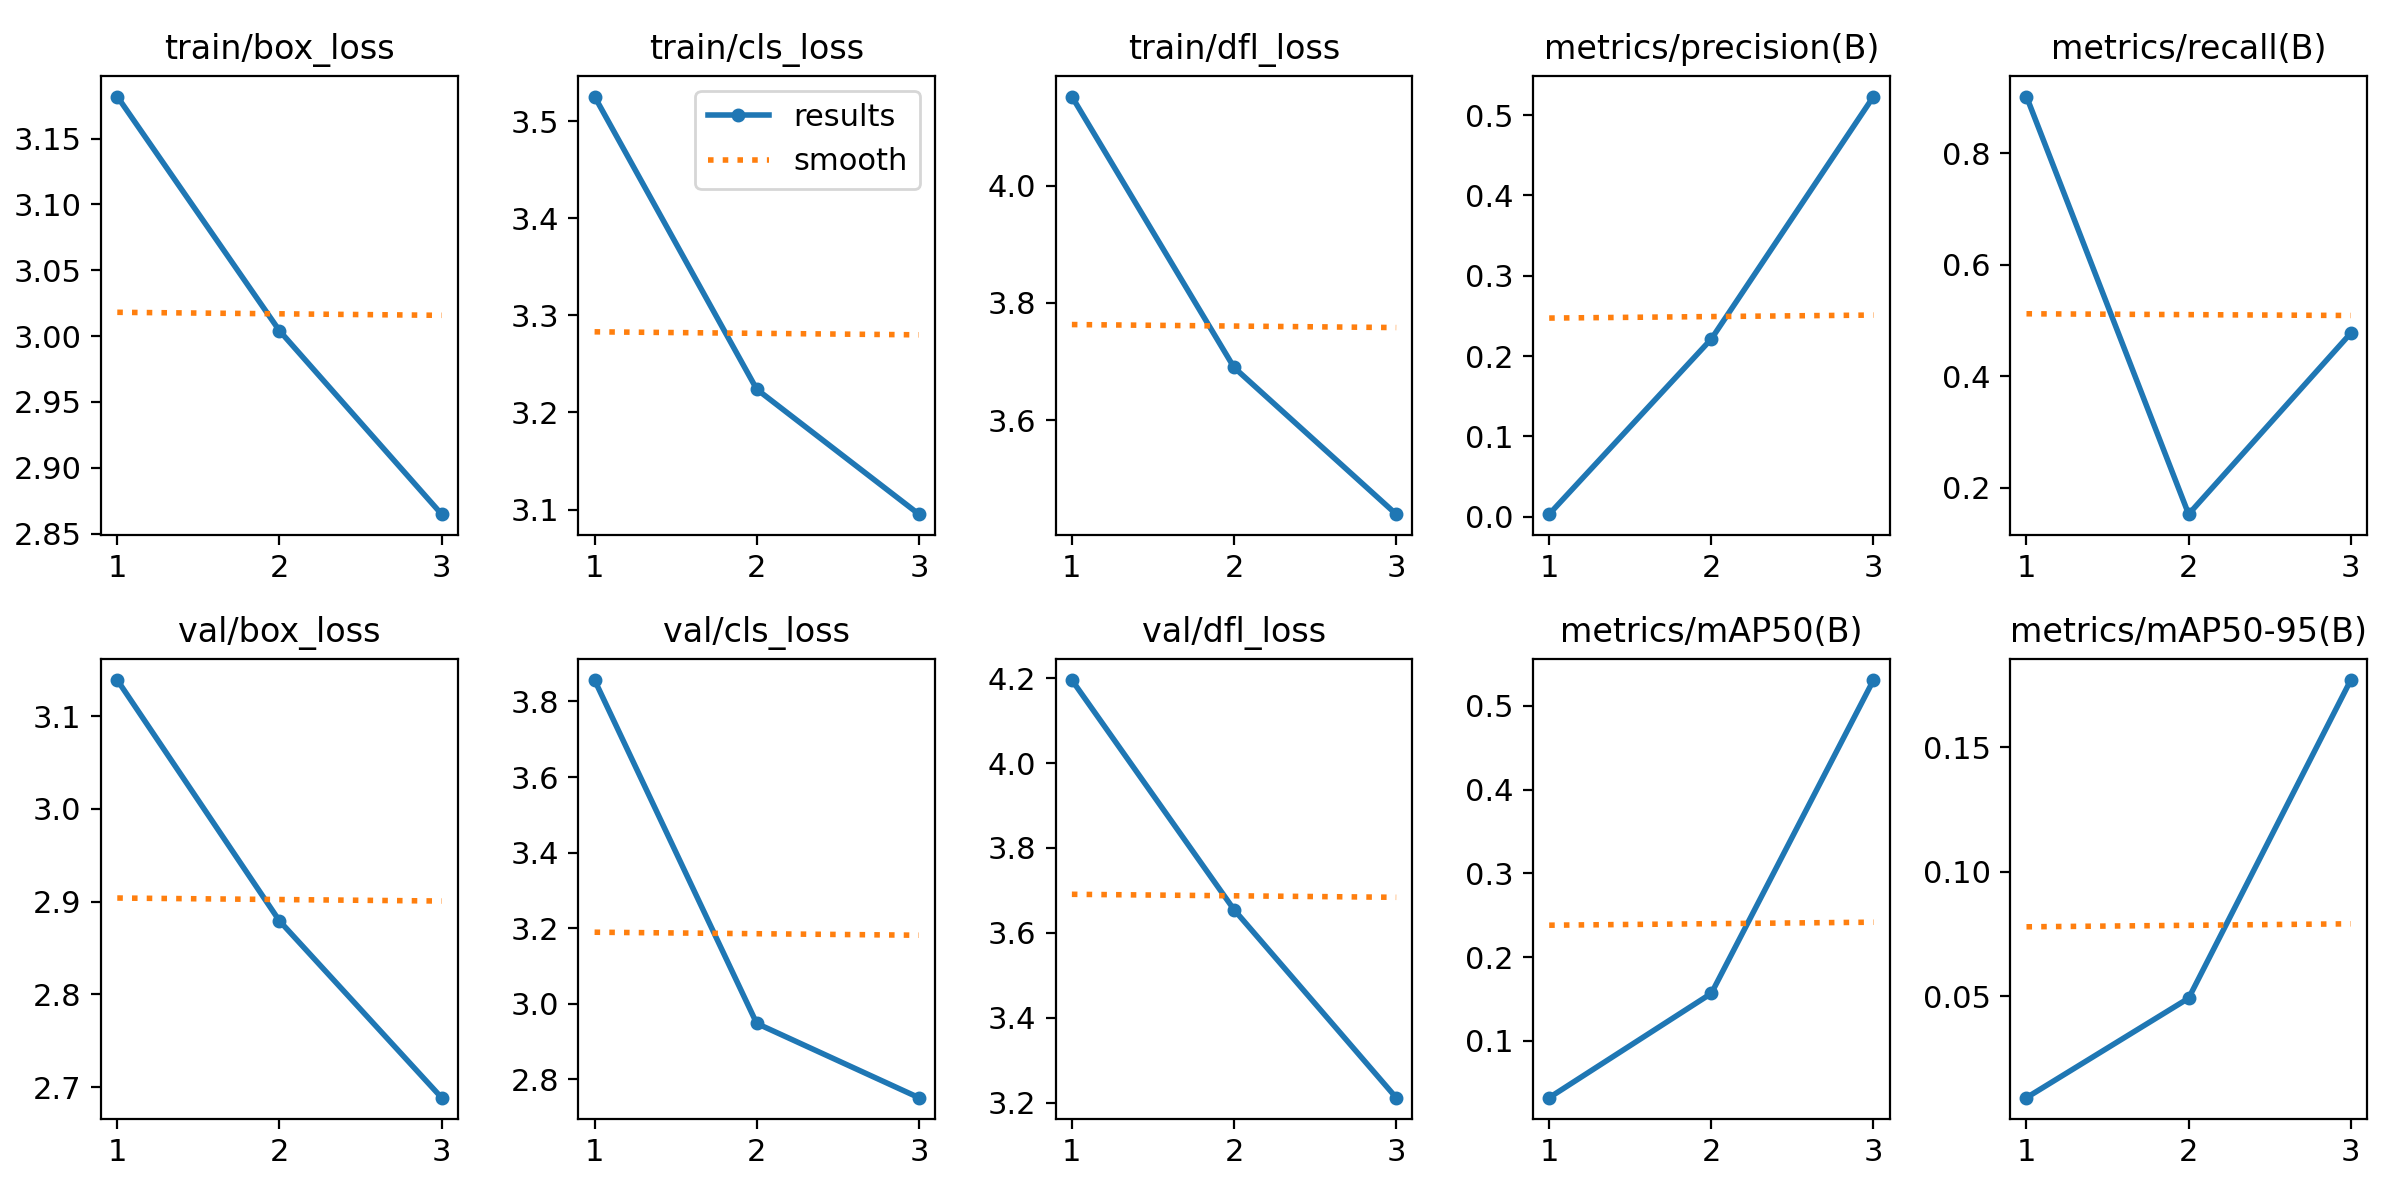 train/box_loss
3.15
3.10
3.05
3.00
2.95
2.90
2.85
1 2 3
train/cls_loss
results
smooth
3.5
3.4
3.3
3.2
3.1
1 2 3
train/dfl_loss
4.0
3.8
3.6
1 2 3
metrics/precision(B)
0.5
0.4
0.3
0.2
0.1
0.0
1 2 3
metrics/recall(B)
0.8
0.6
0.4
0.2
1 2 3
val/box_loss
3.1
3.0
2.9
2.8
2.7
1 2 3
val/cls_loss
3.8
3.6
3.4
3.2
3.0
2.8
1 2 3
val/dfl_loss
4.2
4.0
3.8
3.6
3.4
3.2
1 2 3
metrics/mAP50(B)
0.5
0.4
0.3
0.2
0.1
1 2 3
metrics/mAP50-95(B)
0.15
0.10
0.05
1 2 3